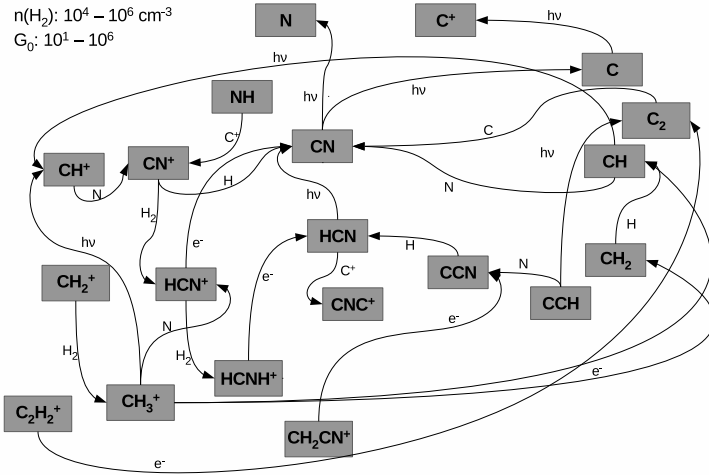 n(H₂): 10⁴ – 10⁶ cm⁻³
G₀: 10¹ – 10⁶
N
C⁺
hν
C
hν
hν
hν
NH
C⁺
C₂
C
CH⁺
N
CN⁺
H
CN
hν
CH
N
H₂
hν
e⁻
hν
HCN
H
H
CH₂
CH₂⁺
HCN⁺
e⁻
C⁺
CCN
N
CNC⁺
CCH
N
e⁻
H₂
H₂
HCNH⁺
e⁻
CH₃⁺
C₂H₂⁺
CH₂CN⁺
e⁻